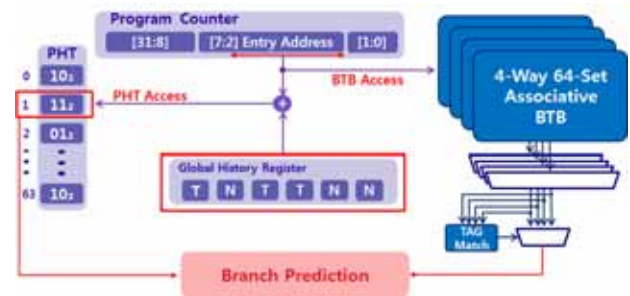 Program Counter
[31:8] [7:2] Entry Address [1:0]
PHT
0 10₂
1 11₂
2 01₂
63 10₂
PHT Access
BTB Access
4-Way 64-Set
Associative
BTB
Global History Register
T N T T N N
TAG
Match
Branch Prediction